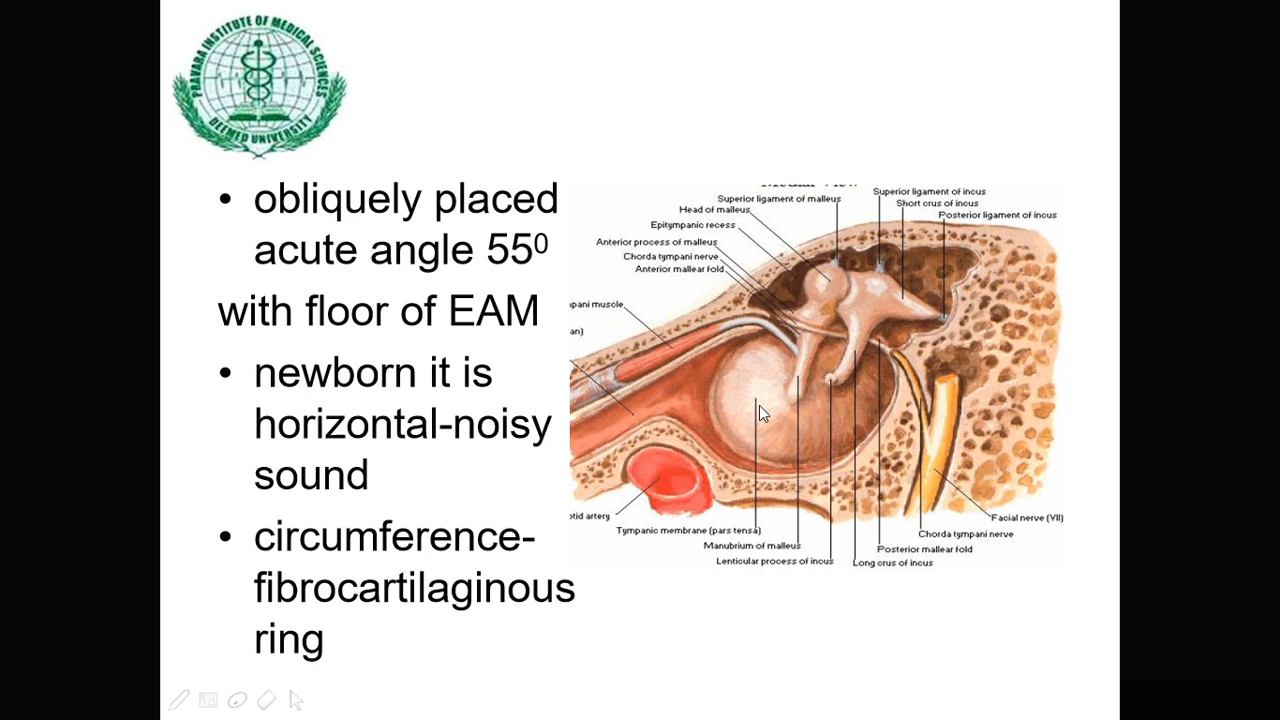 PRAVARA INSTITUTE OF MEDICAL SCIENCES
DEEMED UNIVERSITY
• obliquely placed
acute angle 55⁰
with floor of EAM
• newborn it is
horizontal-noisy
sound
• circumference-
fibrocartilaginous
ring
Superior ligament of incus
Superior ligament of malleus
Short crus of incus
Head of malleus
Posterior ligament of incus
Epitympanic recess
Anterior process of malleus
Chorda tympani nerve
Anterior mallear fold
pani muscle
an)
tid artery
Facial nerve (VII)
Tympanic membrane (pars tensa)
Chorda tympani nerve
Manubrium of malleus
Posterior mallear fold
Lenticular process of incus
Long crus of incus